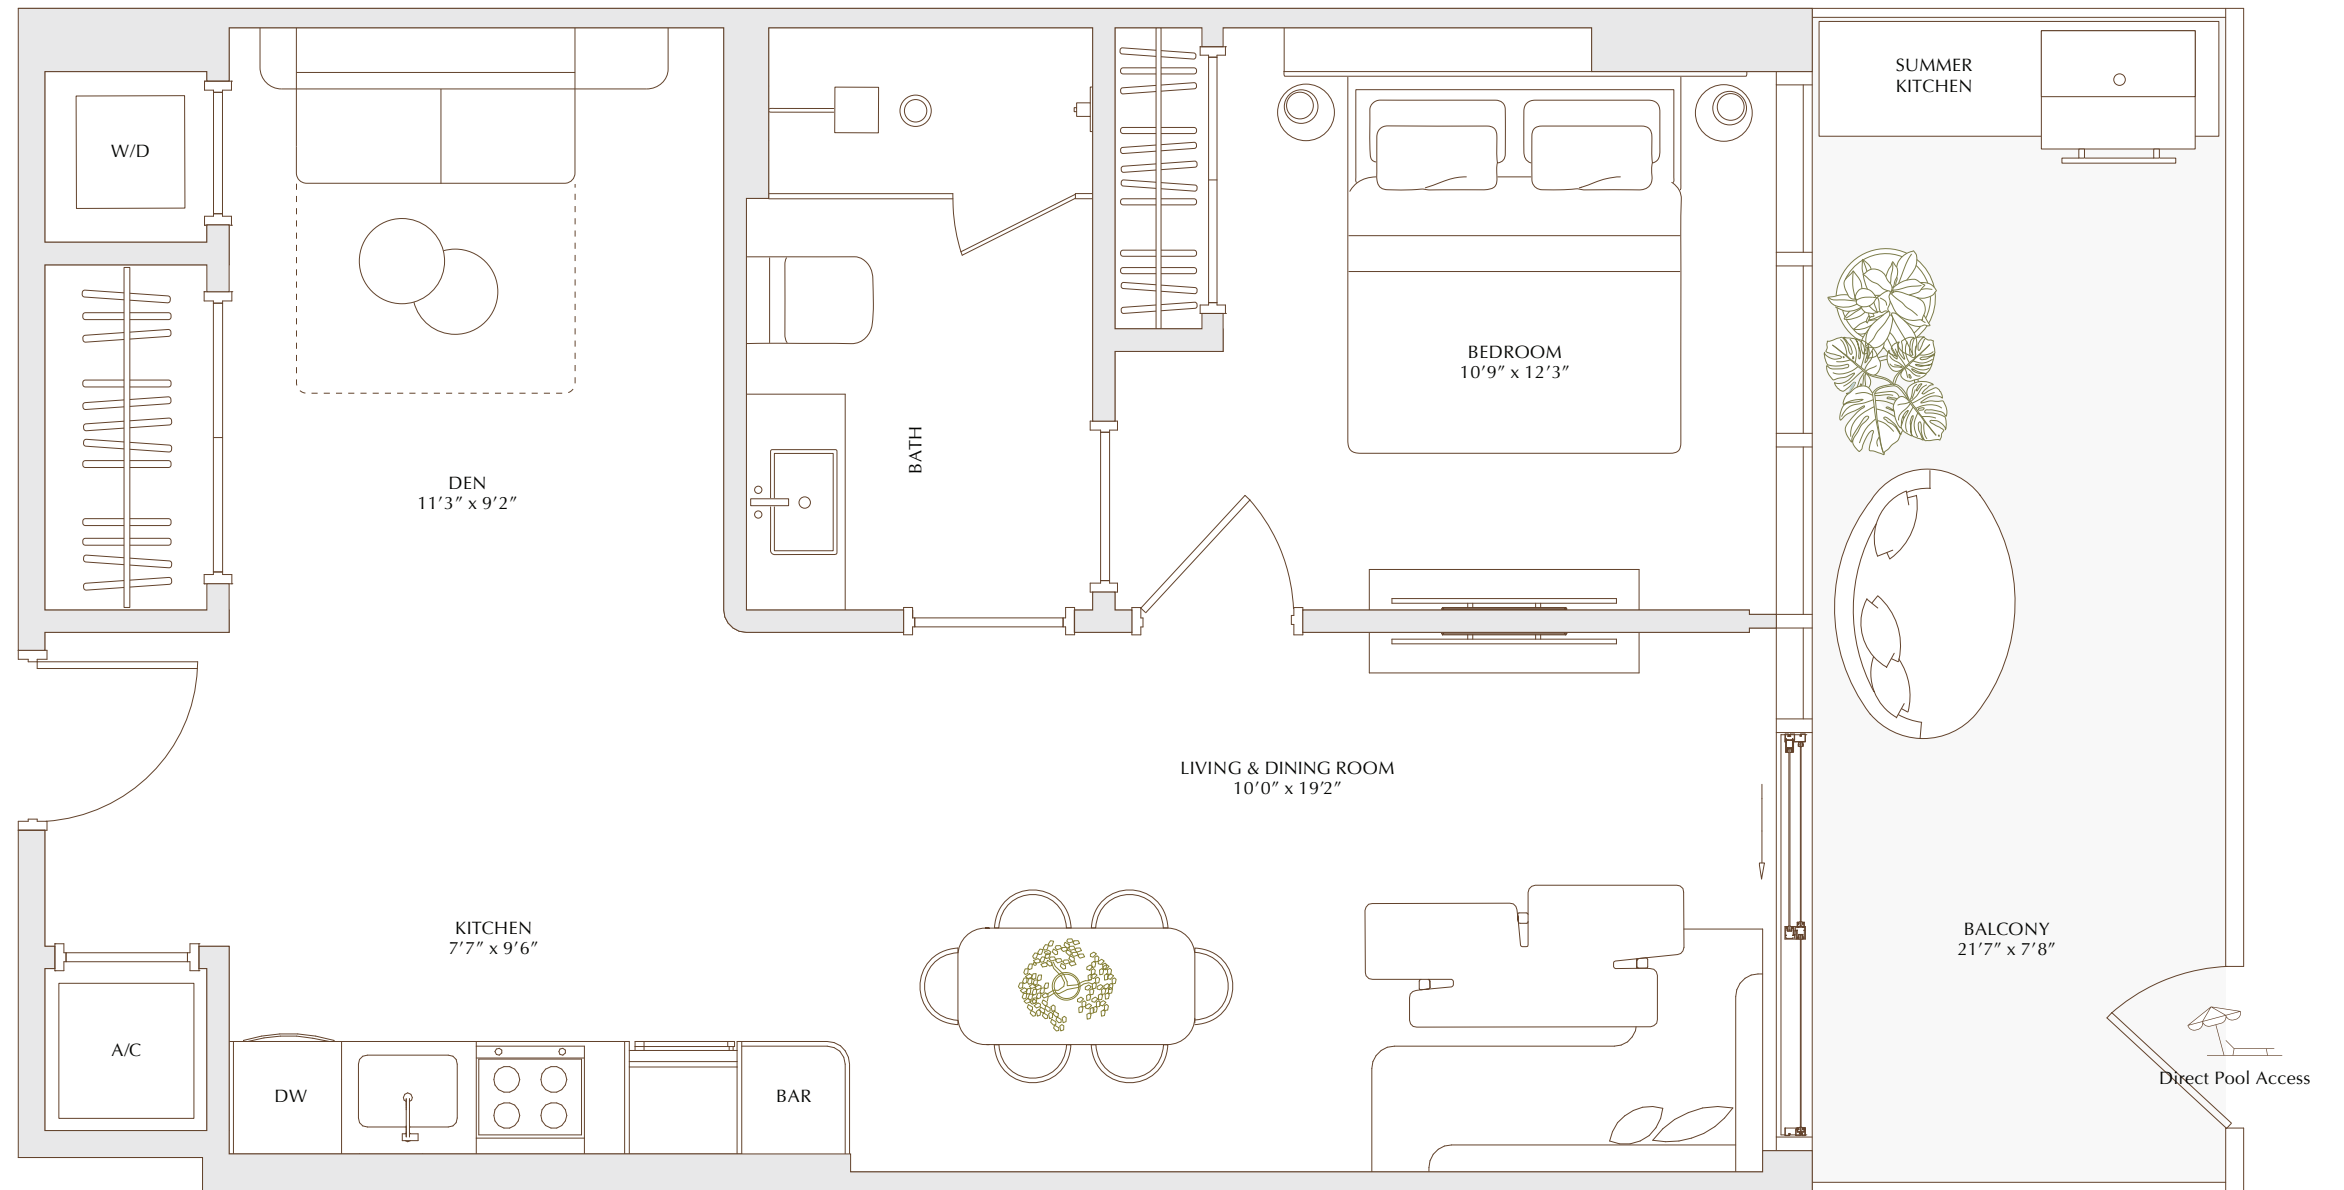 SUMMER
KITCHEN
W/D
BEDROOM
10’9” x 12’3”
BATH
DEN
11’3” x 9’2”
LIVING & DINING ROOM
10’0” x 19’2”
KITCHEN
7’7” x 9’6”
BALCONY
21’7” x 7’8”
A/C
Direct Pool Access
DW
BAR